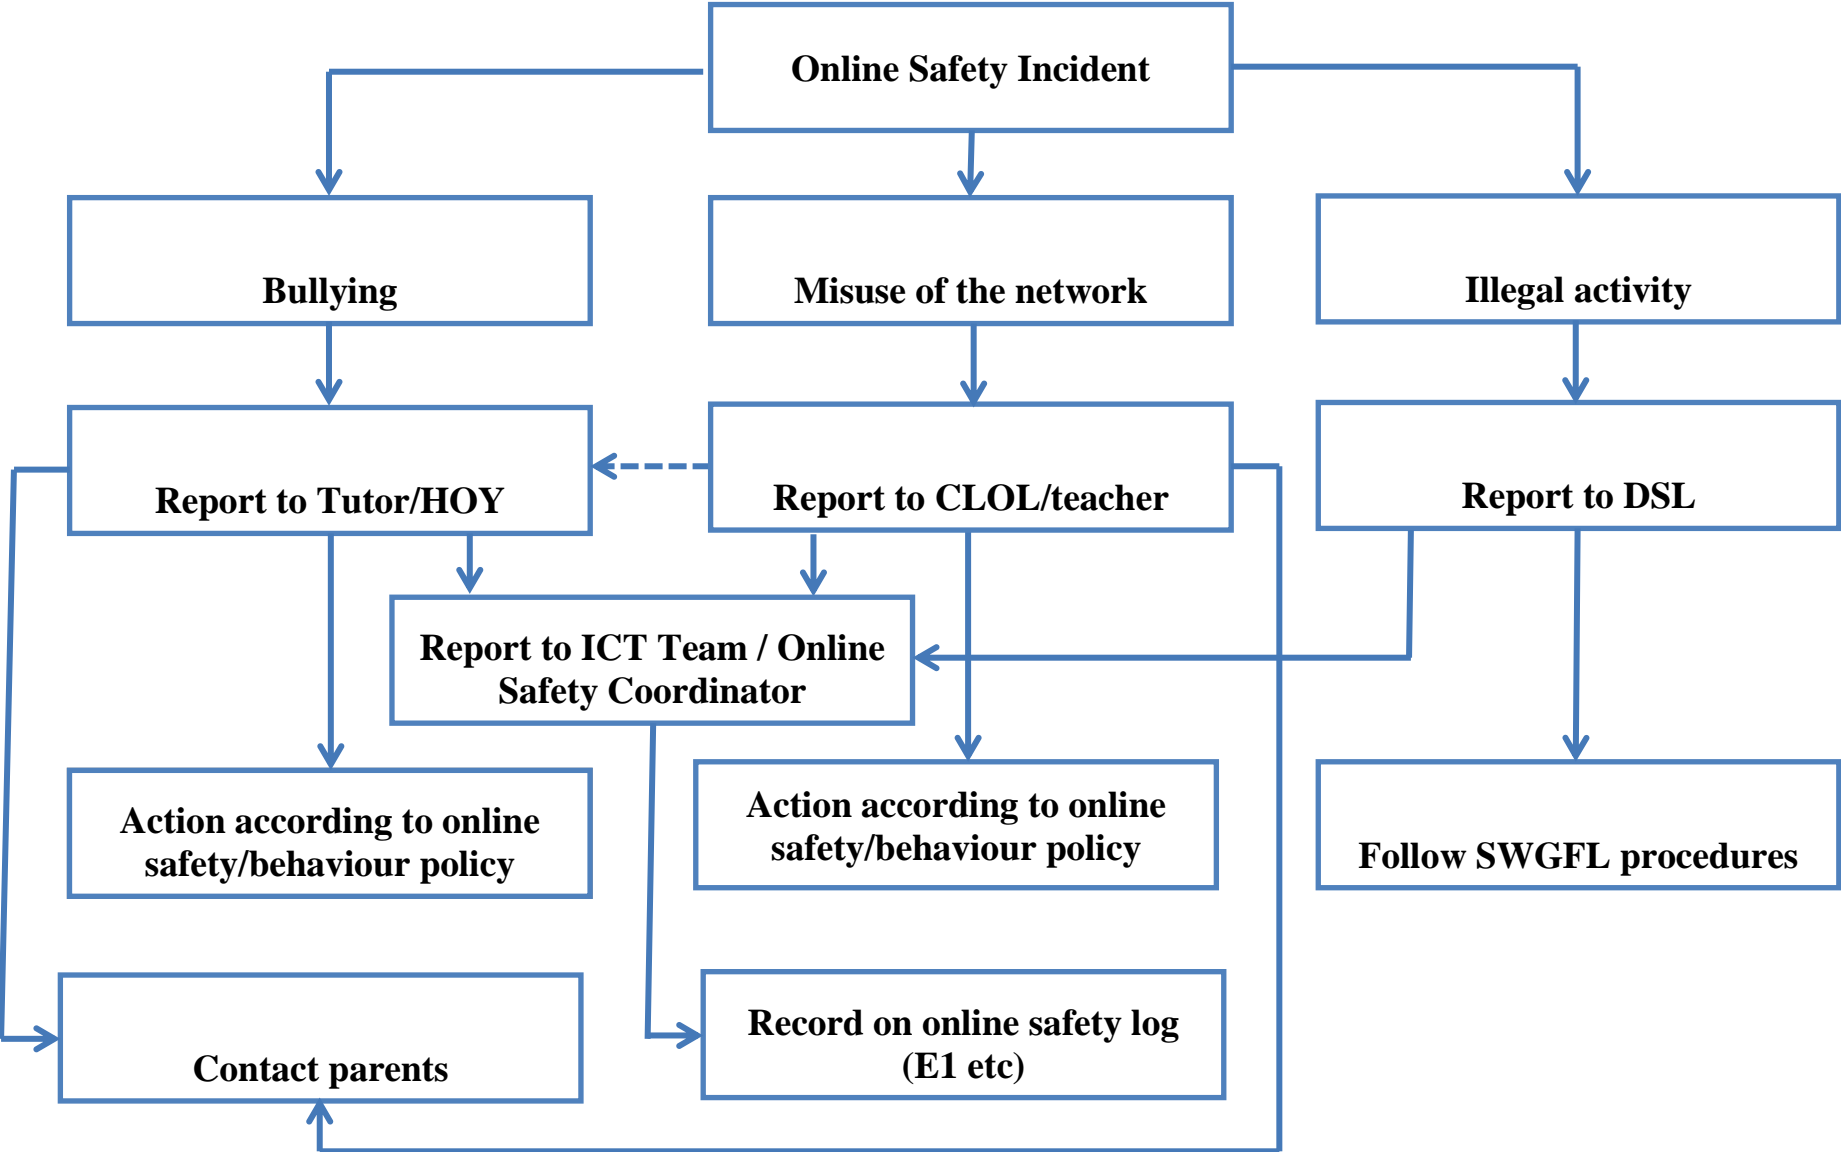 Online Safety Incident
Bullying
Misuse of the network
Illegal activity
Report to Tutor/HOY
Report to CLOL/teacher
Report to DSL
Report to ICT Team / Online
Safety Coordinator
Action according to online
safety/behaviour policy
Action according to online
safety/behaviour policy
Follow SWGFL procedures
Contact parents
Record on online safety log
(E1 etc)